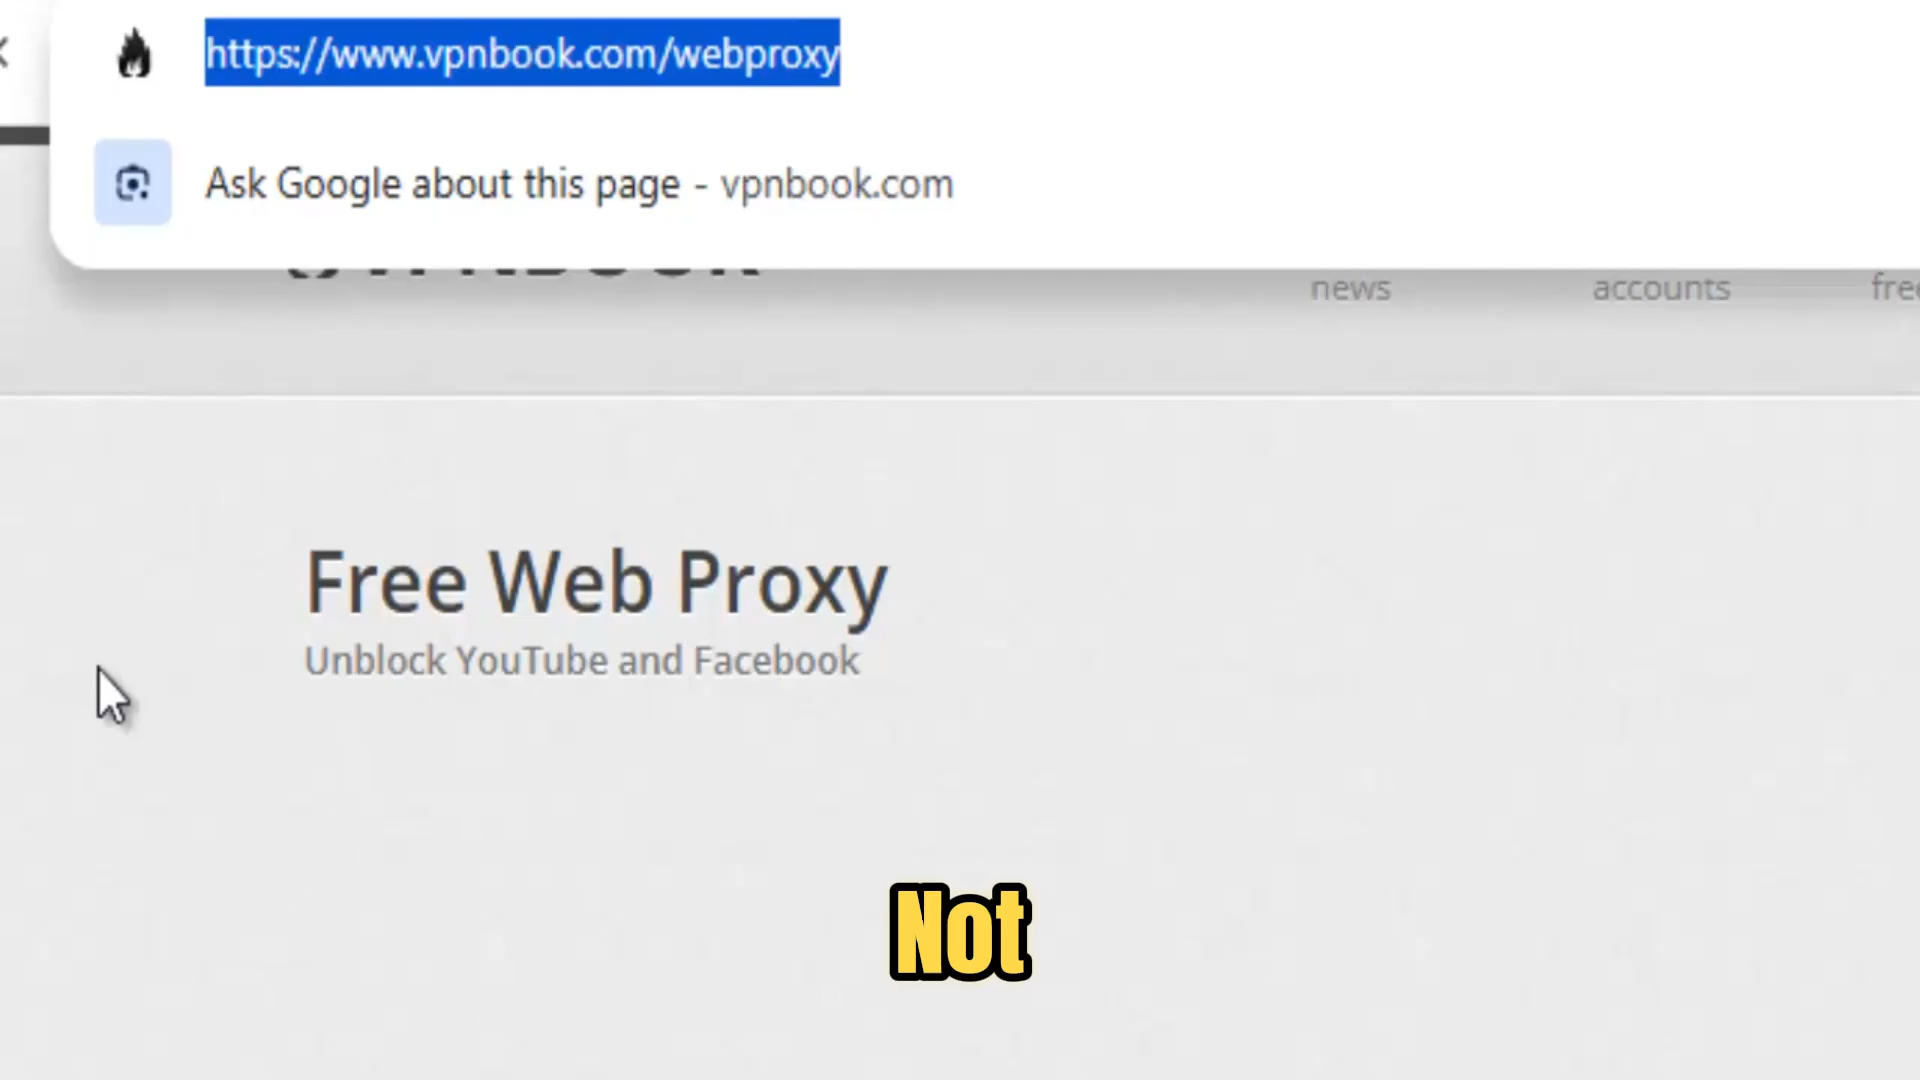 https://www.vpnbook.com/webproxy
Ask Google about this page - vpnbook.com
news accounts
Free Web Proxy
Unblock YouTube and Facebook
Not